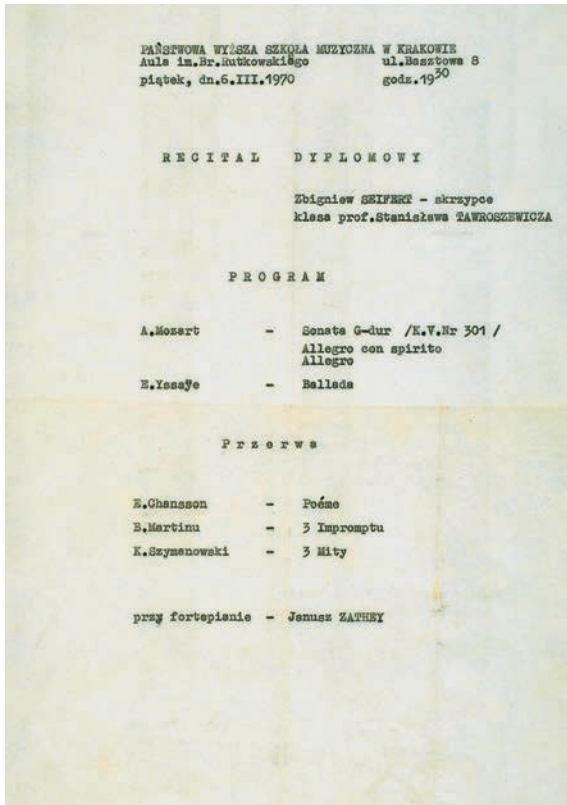 PAŃSTWOWA WYŻSZA SZKOŁA MUZYCZNA W KRAKOWIE
Aula im.Br.Rutkowskiego ul.Basztowa 8
piątek, dn.6.III.1970 godz.19³⁰
RECITAL DYPLOMOWY
Zbigniew SEIFERT - skrzypce
klasa prof.Stanisława TAWROSZEWICZA
PROGRAM
A.Mozart - Sonata G-dur /K.V.Nr 301 /
Allegro con spirito
Allegro
E.Yssaÿe - Ballada
Przerwa
E.Chansson - Poéme
B.Martinu - 3 Impromptu
K.Szymanowski - 3 Mity
przy fortepianie - Janusz ZATHEY